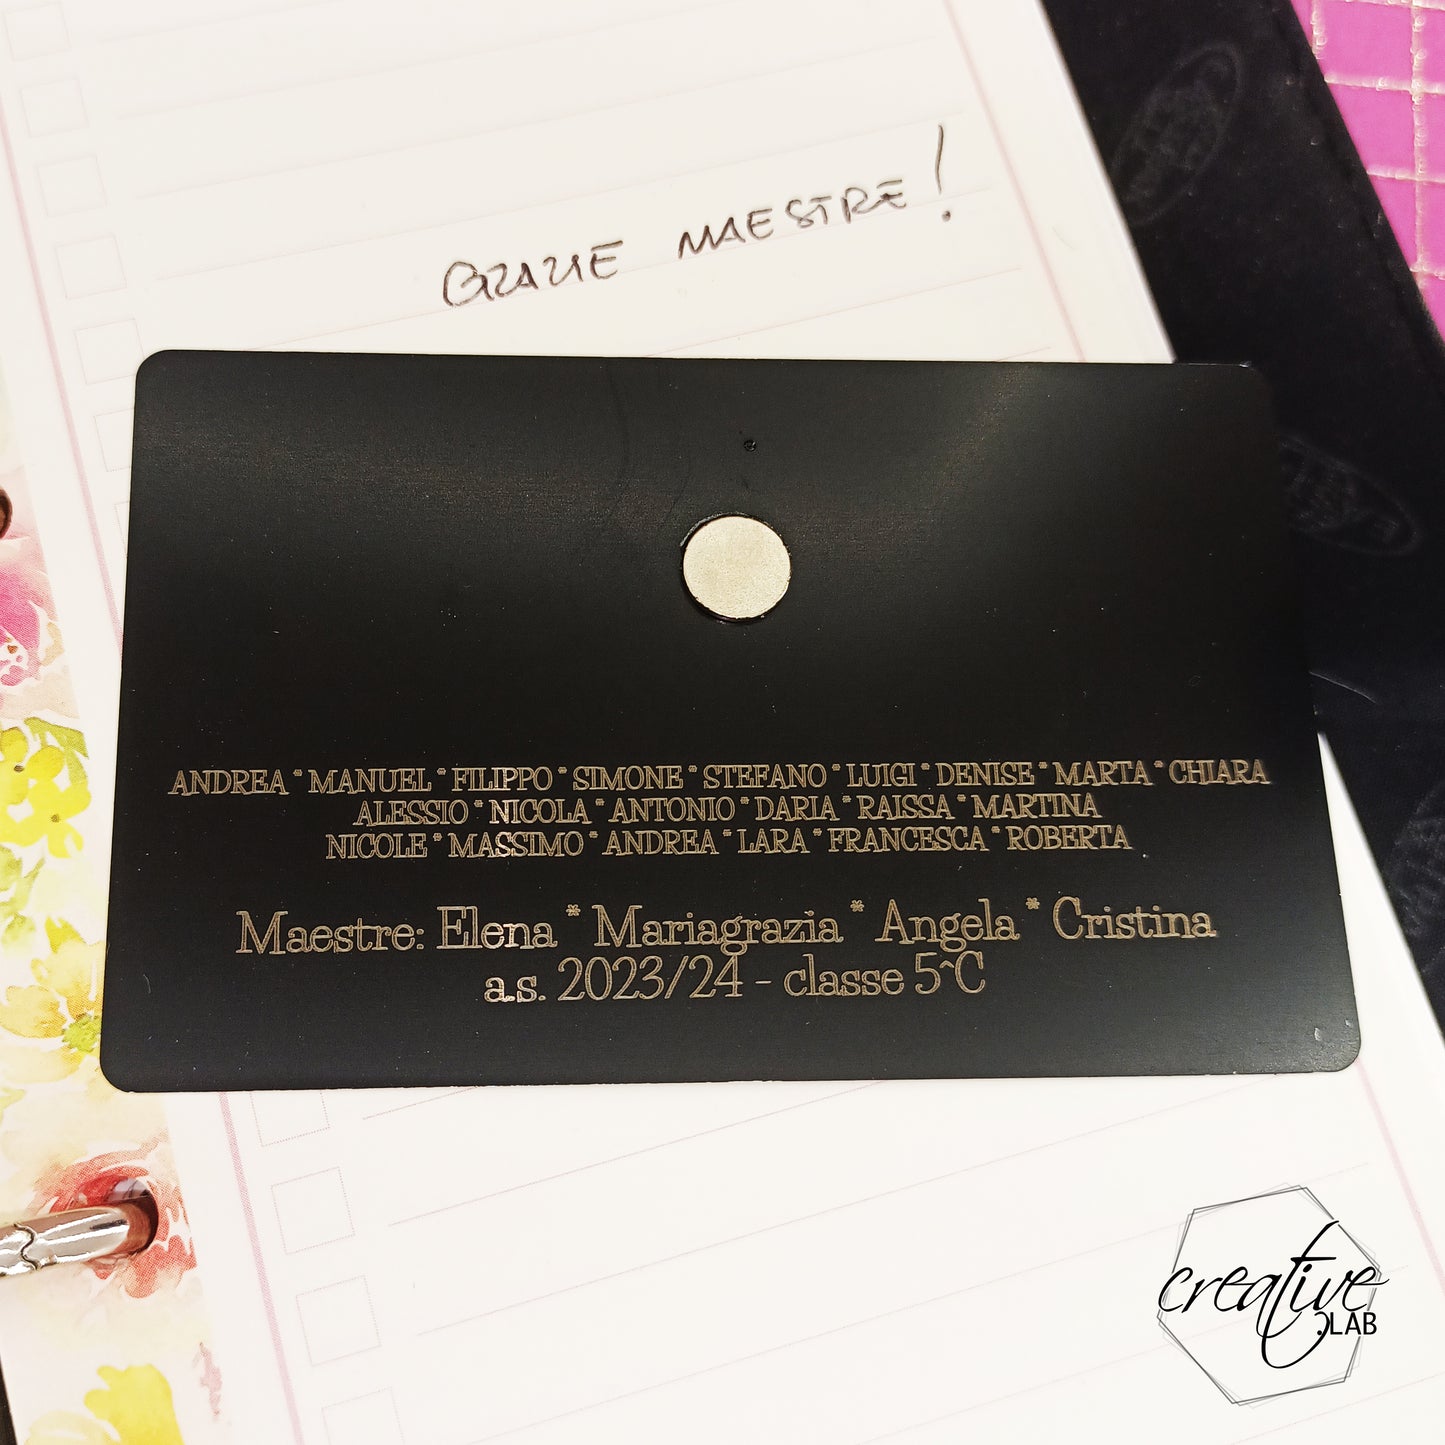 GRAZIE MAESTRE!
ANDREA * MANUEL * FILIPPO * SIMONE * STEFANO * LUIGI * DENISE * MARTA * CHIARA
ALESSIO * NICOLA * ANTONIO * DARIA * RAISSA * MARTINA
NICOLE * MASSIMO * ANDREA * LARA * FRANCESCA * ROBERTA
Maestre: Elena * Mariagrazia * Angela * Cristina
a.s. 2023/24 - classe 5^C
creative
.LAB